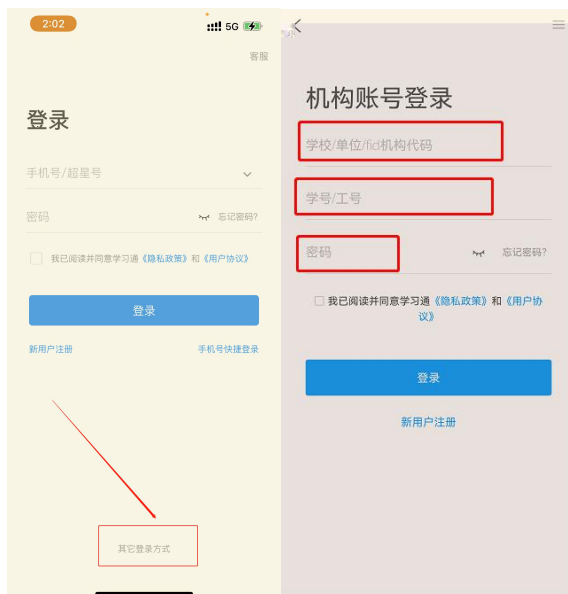 2:02
5G
客服
登录
手机号/超星号
密码
忘记密码?
我已阅读并同意学习通《隐私政策》和《用户协议》
登录
新用户注册
手机号快捷登录
其它登录方式
机构账号登录
学校/单位/fid机构代码
学号/工号
密码
忘记密码?
我已阅读并同意学习通《隐私政策》和《用户协
议》
登录
新用户注册